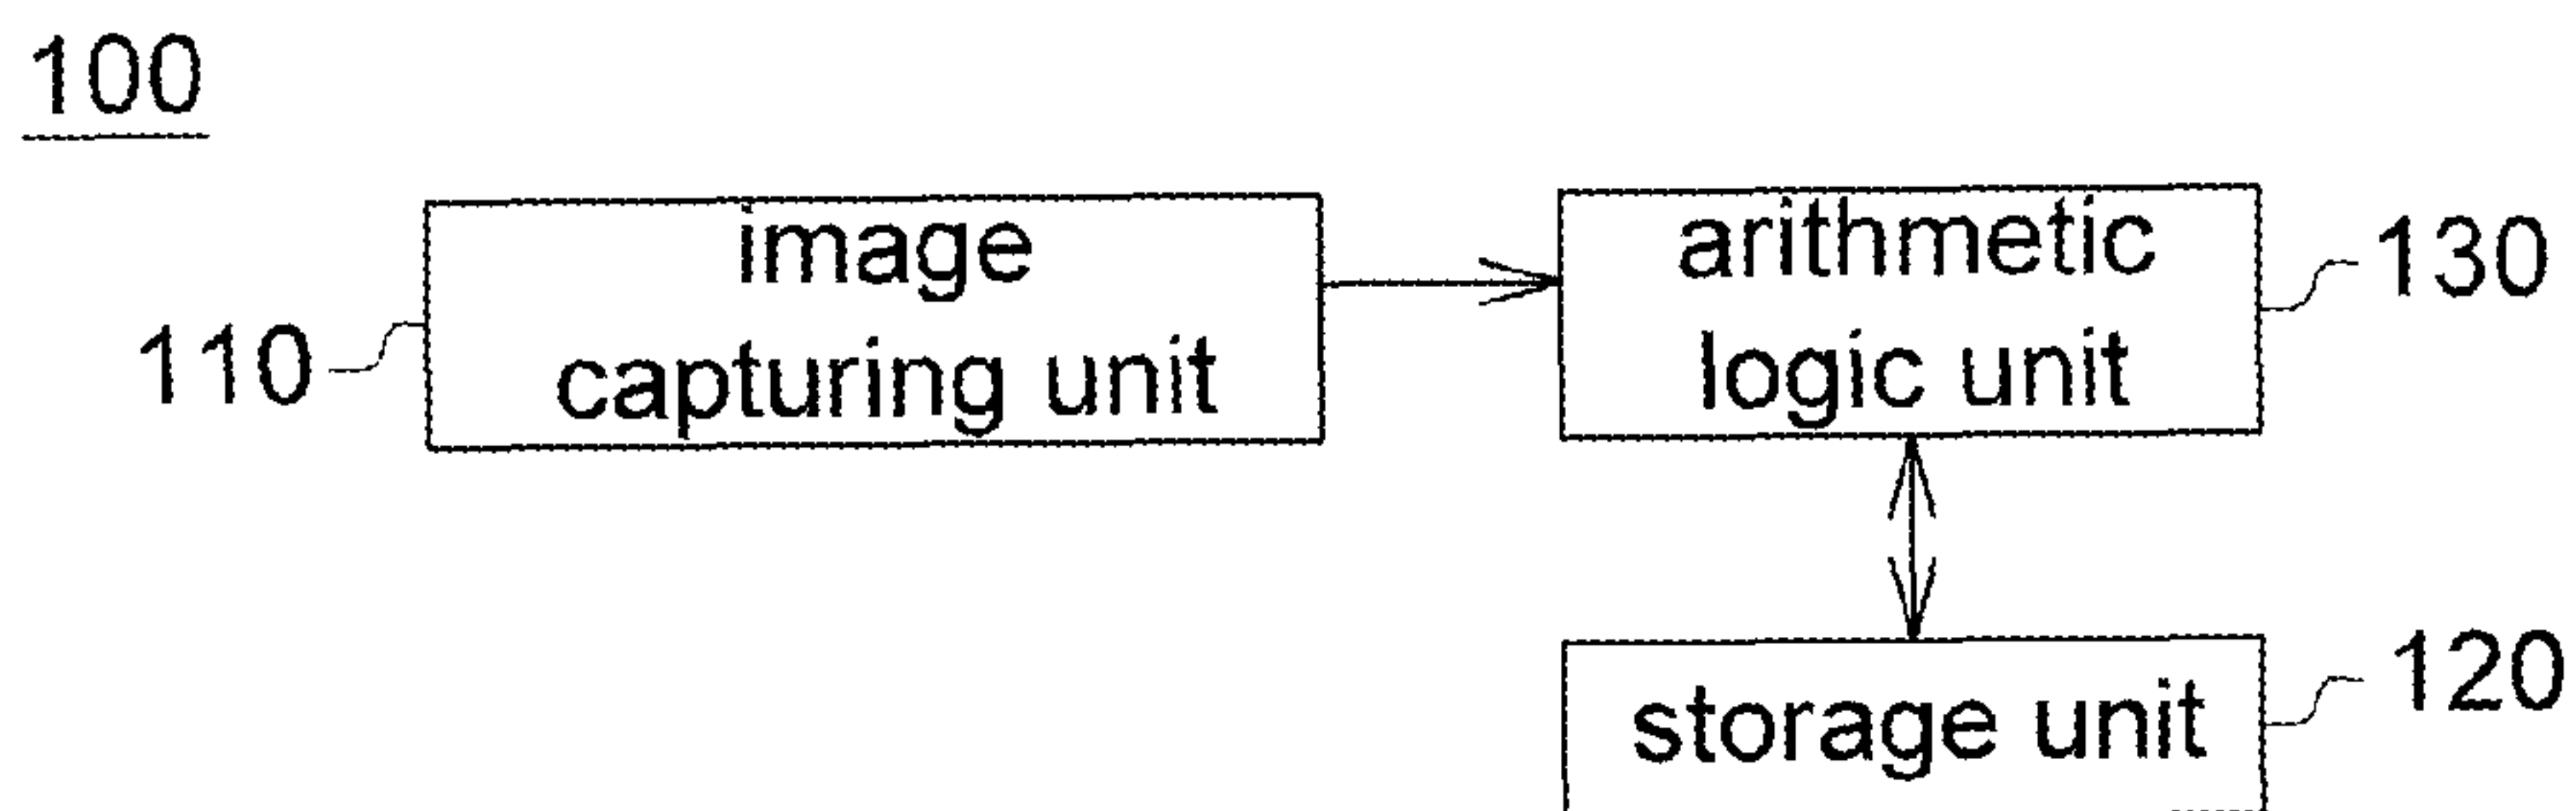 100
image
capturing unit
110
arithmetic
logic unit
130
storage unit
120